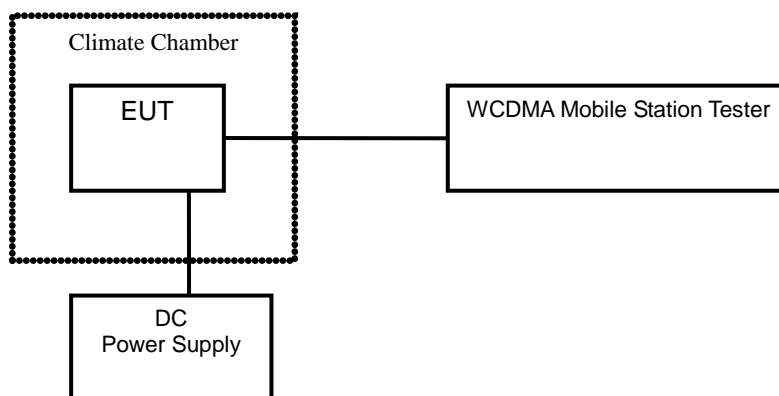 Climate Chamber
EUT
WCDMA Mobile Station Tester
DC
Power Supply